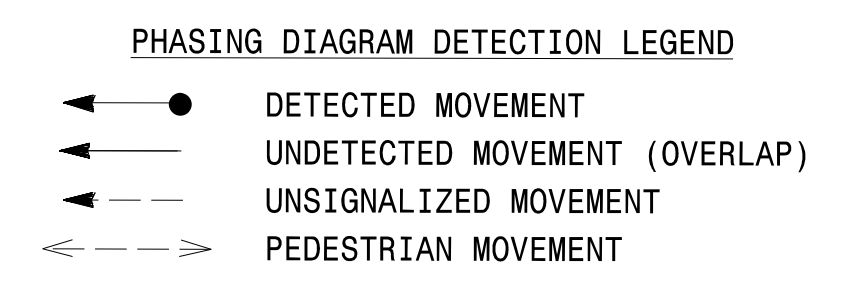 PHASING DIAGRAM DETECTION LEGEND
DETECTED MOVEMENT
UNDETECTED MOVEMENT (OVERLAP)
UNSIGNALIZED MOVEMENT
PEDESTRIAN MOVEMENT